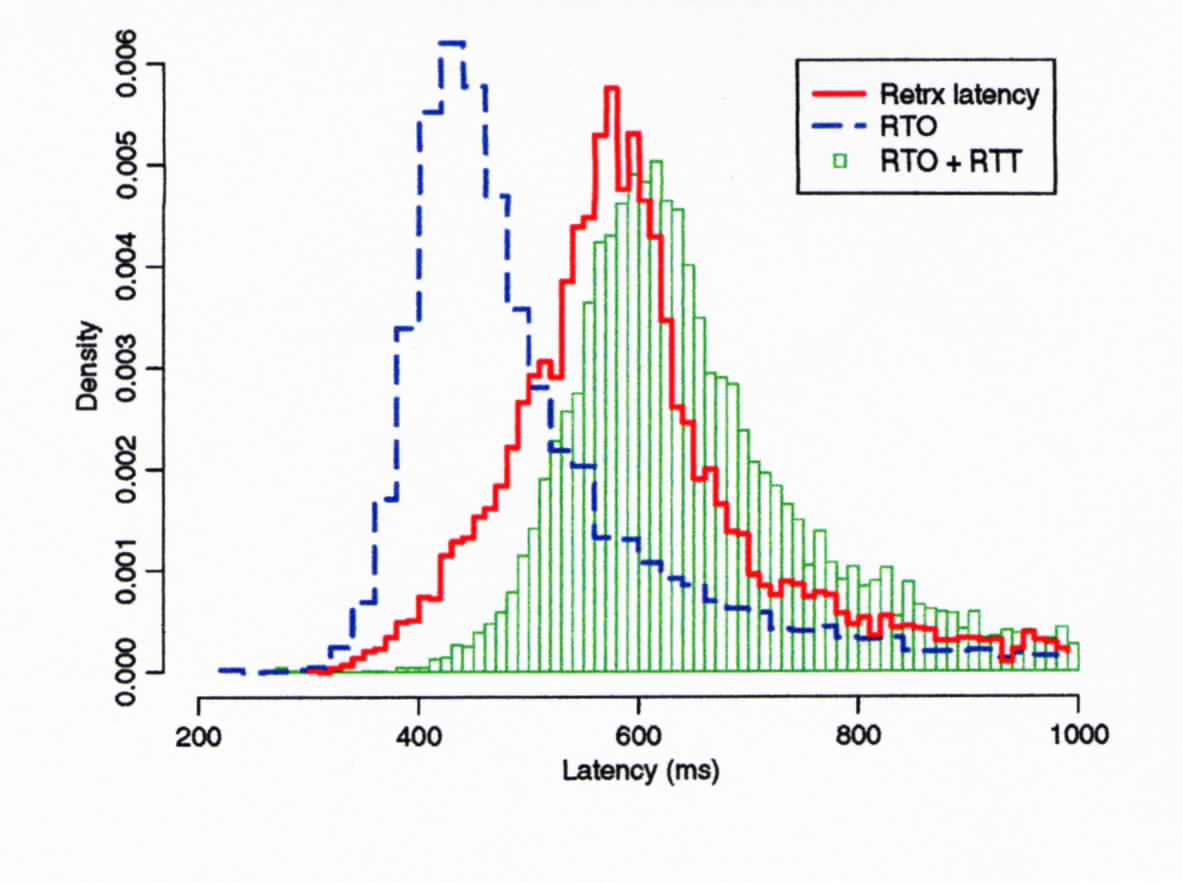 Retrx latency
RTO
RTO + RTT
Density
0.000 0.001 0.002 0.003 0.004 0.005 0.006
200 400 600 800 1000
Latency (ms)